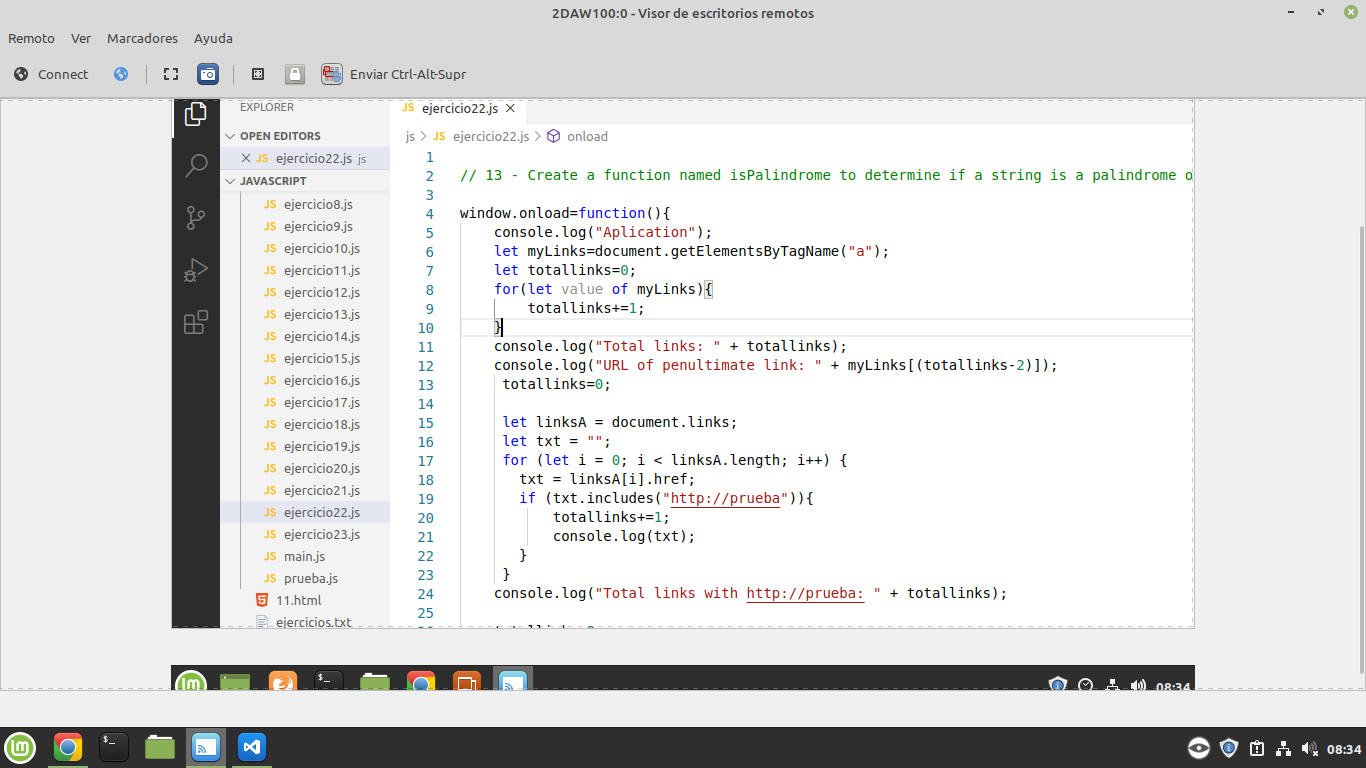 2DAW100:0 - Visor de escritorios remotos
Remoto Ver Marcadores Ayuda
Connect Enviar Ctrl-Alt-Supr
EXPLORER
OPEN EDITORS
JS ejercicio22.js js
JAVASCRIPT
JS ejercicio8.js
JS ejercicio9.js
JS ejercicio10.js
JS ejercicio11.js
JS ejercicio12.js
JS ejercicio13.js
JS ejercicio14.js
JS ejercicio15.js
JS ejercicio16.js
JS ejercicio17.js
JS ejercicio18.js
JS ejercicio19.js
JS ejercicio20.js
JS ejercicio21.js
JS ejercicio22.js
JS ejercicio23.js
JS main.js
JS prueba.js
11.html
ejercicios.txt
JS ejercicio22.js
js > JS ejercicio22.js > onload
1
2 // 13 - Create a function named isPalindrome to determine if a string is a palindrome o
3
4 window.onload=function(){
5 console.log("Aplication");
6 let myLinks=document.getElementsByTagName("a");
7 let totallinks=0;
8 for(let value of myLinks){
9 totallinks+=1;
10 }
11 console.log("Total links: " + totallinks);
12 console.log("URL of penultimate link: " + myLinks[(totallinks-2)]);
13 totallinks=0;
14
15 let linksA = document.links;
16 let txt = "";
17 for (let i = 0; i < linksA.length; i++) {
18 txt = linksA[i].href;
19 if (txt.includes("http://prueba")){
20 totallinks+=1;
21 console.log(txt);
22 }
23 }
24 console.log("Total links with http://prueba: " + totallinks);
25
08:34
08:34